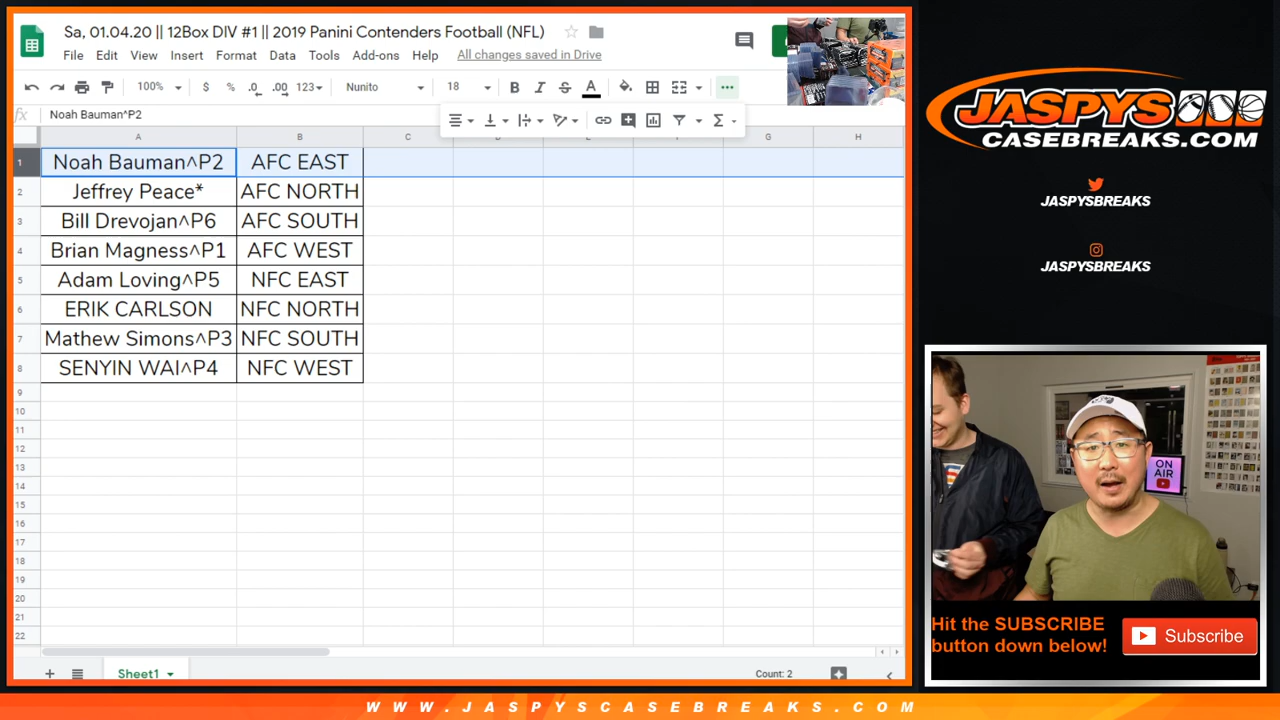 Sa, 01.04.20 || 12Box DIV #1 || 2019 Panini Contenders Football (NFL)
File Edit View Insert Format Data Tools Add-ons Help All changes saved in Drive
100% $ % .0 .00 123 Nunito 18 B I S A
fx Noah Bauman^P2
A B C G H
1 Noah Bauman^P2 AFC EAST
2 Jeffrey Peace* AFC NORTH
3 Bill Drevojan^P6 AFC SOUTH
4 Brian Magness^P1 AFC WEST
5 Adam Loving^P5 NFC EAST
6 ERIK CARLSON NFC NORTH
7 Mathew Simons^P3 NFC SOUTH
8 SENYIN WAI^P4 NFC WEST
9
10
11
12
13
14
15
16
17
18
19
20
21
22
Sheet1 Count: 2
JASPYS
CASEBREAKS.COM
JASPYSBREAKS
JASPYSBREAKS
ON
AIR
Hit the SUBSCRIBE
button down below!
Subscribe
WWW.JASPYSCASEBREAKS.COM